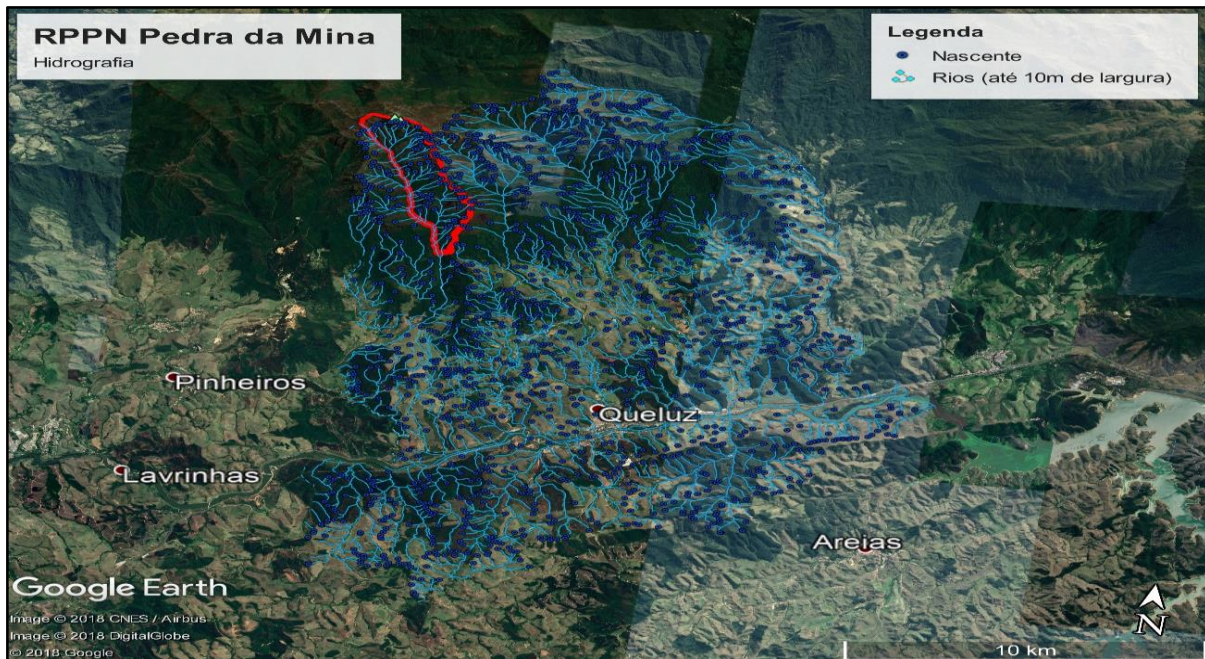 RPPN Pedra da Mina
Hidrografia
Legenda
Nascente
Rios (até 10m de largura)
Pinheiros
Queluz
Lavrinhas
Areias
Google Earth
Image © 2018 CNES / Airbus
Image © 2018 DigitalGlobe
© 2018 Google
N
10 km